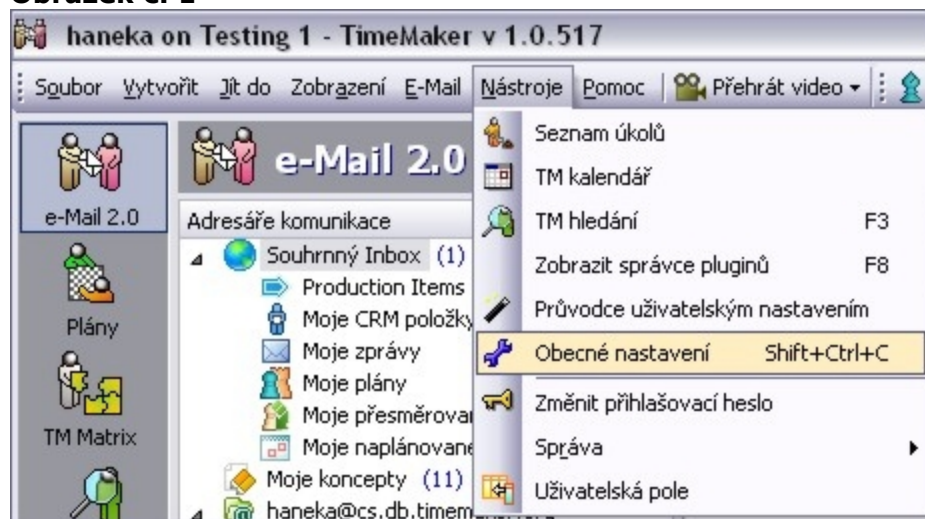 haneka on Testing 1 - TimeMaker v 1.0.517
Soubor Vytvořit Jít do Zobrazení E-Mail Nástroje Pomoc Přehrát video
e-Mail 2.0
e-Mail 2.0
Plány
TM Matrix
Adresáře komunikace
Souhrnný Inbox (1)
Production Items
Moje CRM položky
Moje zprávy
Moje plány
Moje
Moje
Moje koncepty (11)
Seznam úkolů
TM kalendář
TM hledání F3
Zobrazit správce pluginů F8
Průvodce uživatelským nastavením
Obecné nastavení Shift+Ctrl+C
Změnit přihlašovací heslo
Správa
Uživatelská pole